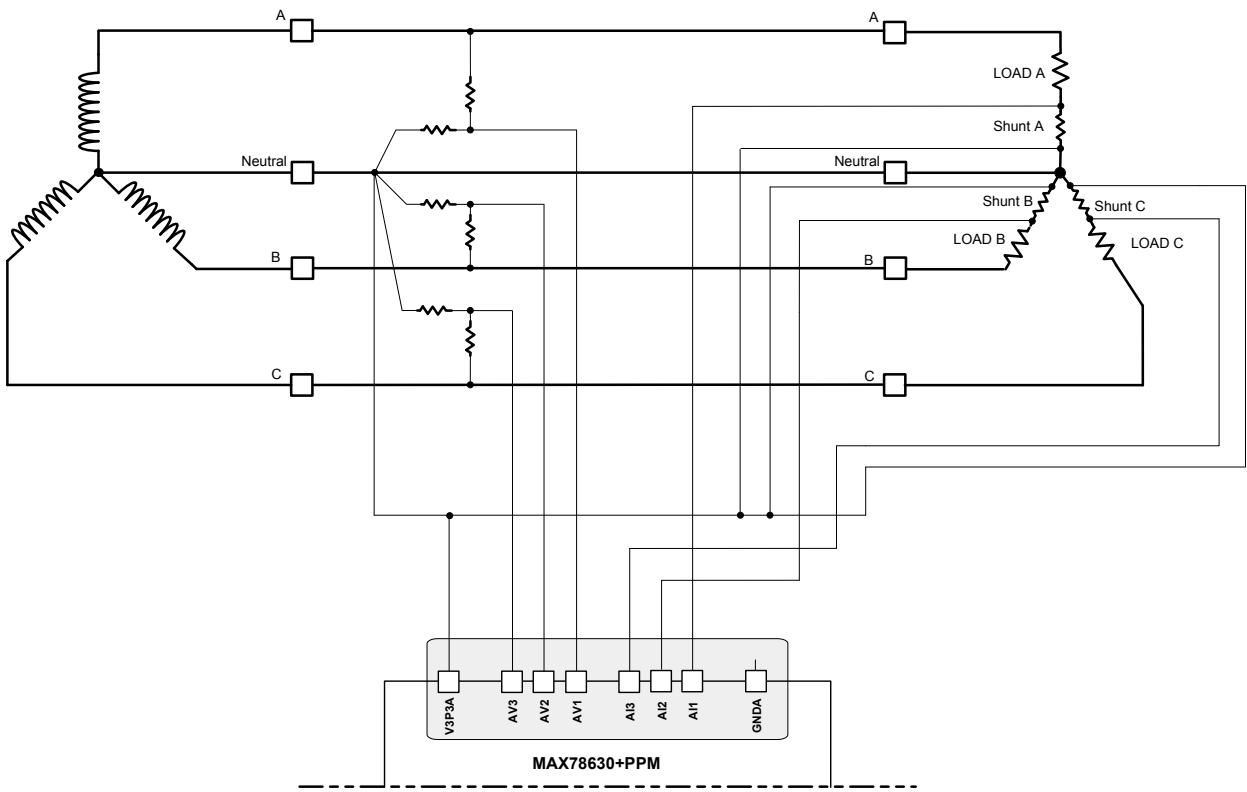 A
A
LOAD A
Shunt A
Neutral
Neutral
Shunt B
Shunt C
LOAD B
LOAD C
B
B
C
C
V3P3A
AV3
AV2
AV1
AI3
AI2
AI1
GNDA
MAX78630+PPM